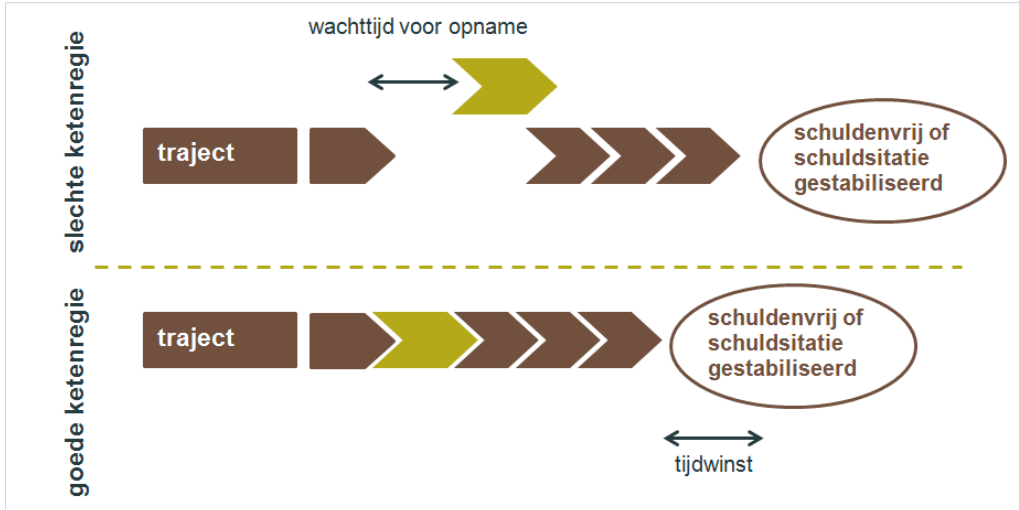 slechte ketenregie
wachttijd voor opname
traject
schuldenvrij of
schuldsitatie
gestabiliseerd
goede ketenregie
traject
schuldenvrij of
schuldsitatie
gestabiliseerd
tijdwinst